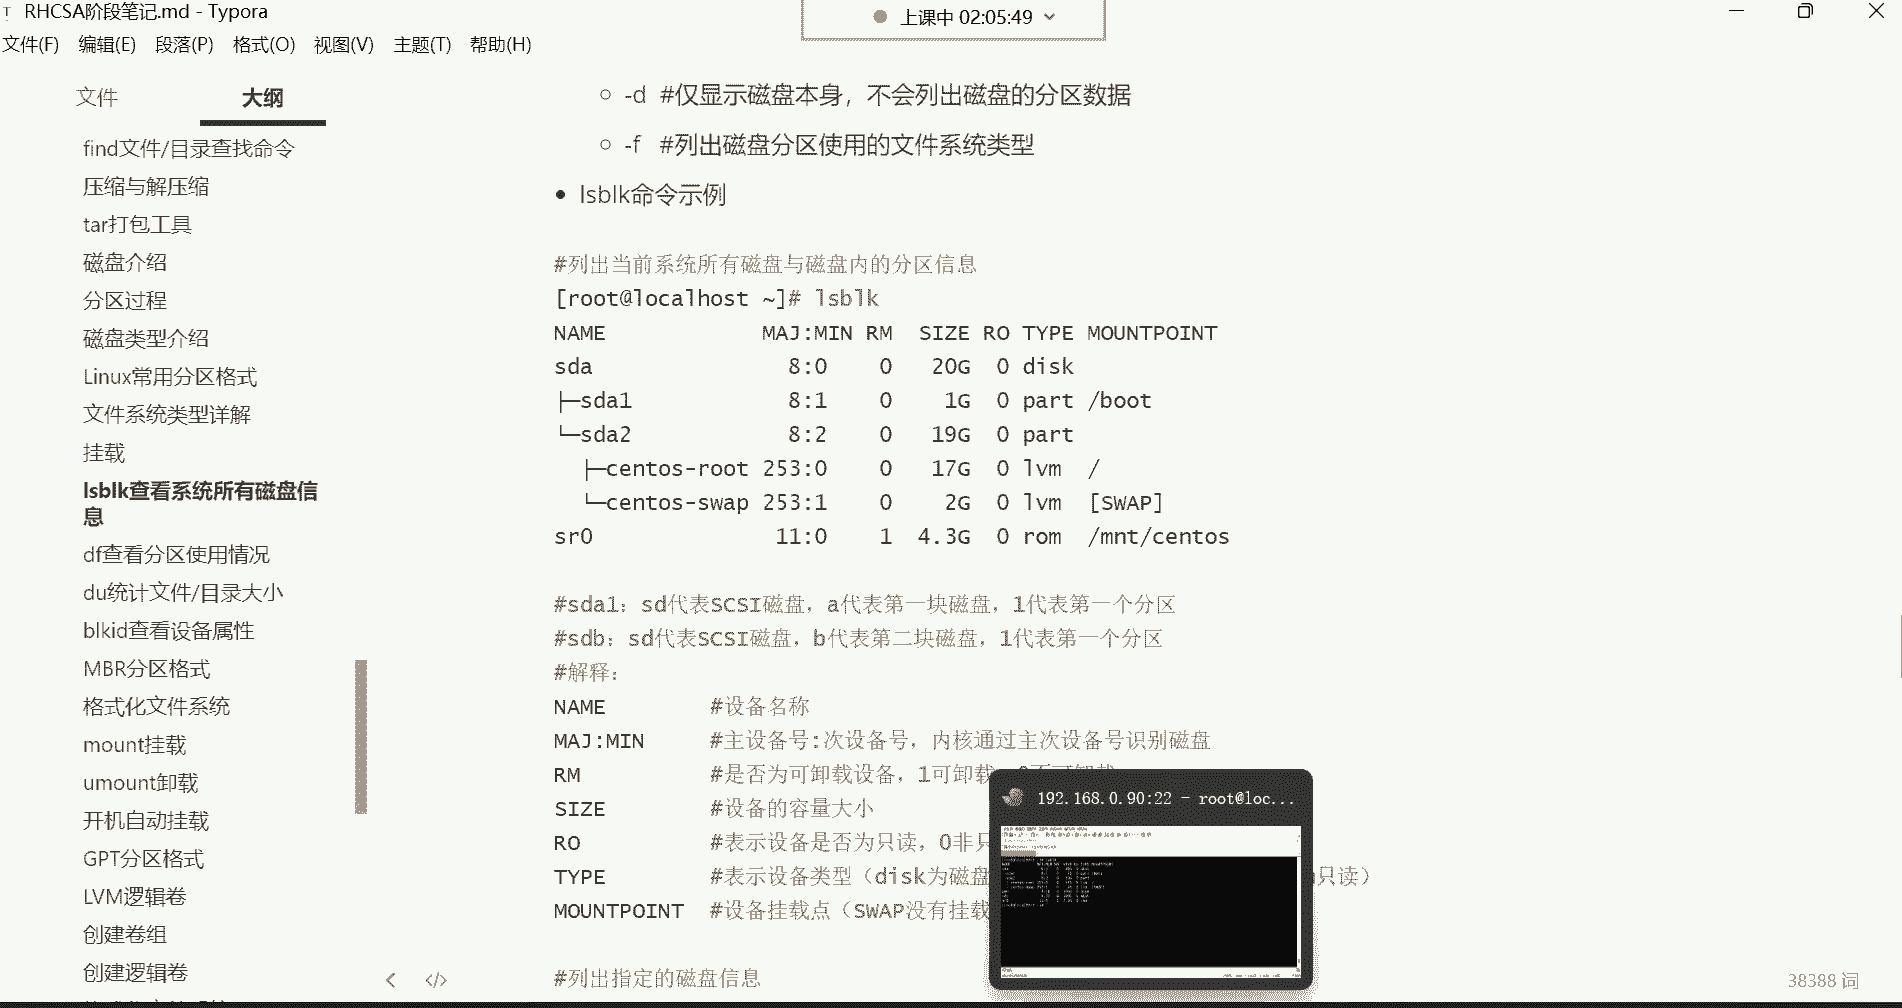 RHCSA阶段笔记.md - Typora
上课中 02:05:49
文件(F) 编辑(E) 段落(P) 格式(O) 视图(V) 主题(T) 帮助(H)
文件 大纲
find文件/目录查找命令
压缩与解压缩
tar打包工具
磁盘介绍
分区过程
磁盘类型介绍
Linux常用分区格式
文件系统类型详解
挂载
lsblk查看系统所有磁盘信
息
df查看分区使用情况
du统计文件/目录大小
blkid查看设备属性
MBR分区格式
格式化文件系统
mount挂载
umount卸载
开机自动挂载
GPT分区格式
LVM逻辑卷
创建卷组
创建逻辑卷
-d #仅显示磁盘本身，不会列出磁盘的分区数据
-f #列出磁盘分区使用的文件系统类型
lsblk命令示例
#列出当前系统所有磁盘与磁盘内的分区信息
[root@localhost ~]# lsblk
NAME MAJ:MIN RM SIZE RO TYPE MOUNTPOINT
sda 8:0 0 20G 0 disk
├─sda1 8:1 0 1G 0 part /boot
└─sda2 8:2 0 19G 0 part
├─centos-root 253:0 0 17G 0 lvm /
└─centos-swap 253:1 0 2G 0 lvm [SWAP]
sr0 11:0 1 4.3G 0 rom /mnt/centos
#sda1：sd代表SCSI磁盘，a代表第一块磁盘，1代表第一个分区
#sdb：sd代表SCSI磁盘，b代表第二块磁盘，1代表第一个分区
#解释：
NAME #设备名称
MAJ:MIN #主设备号:次设备号，内核通过主次设备号识别磁盘
RM #是否为可卸载设备，1可卸载
SIZE #设备的容量大小
RO #表示设备是否为只读，0非只
TYPE #表示设备类型（disk为磁盘 只读）
MOUNTPOINT #设备挂载点（SWAP没有挂载
#列出指定的磁盘信息
192.168.0.90:22 - root@loc...
38388 词